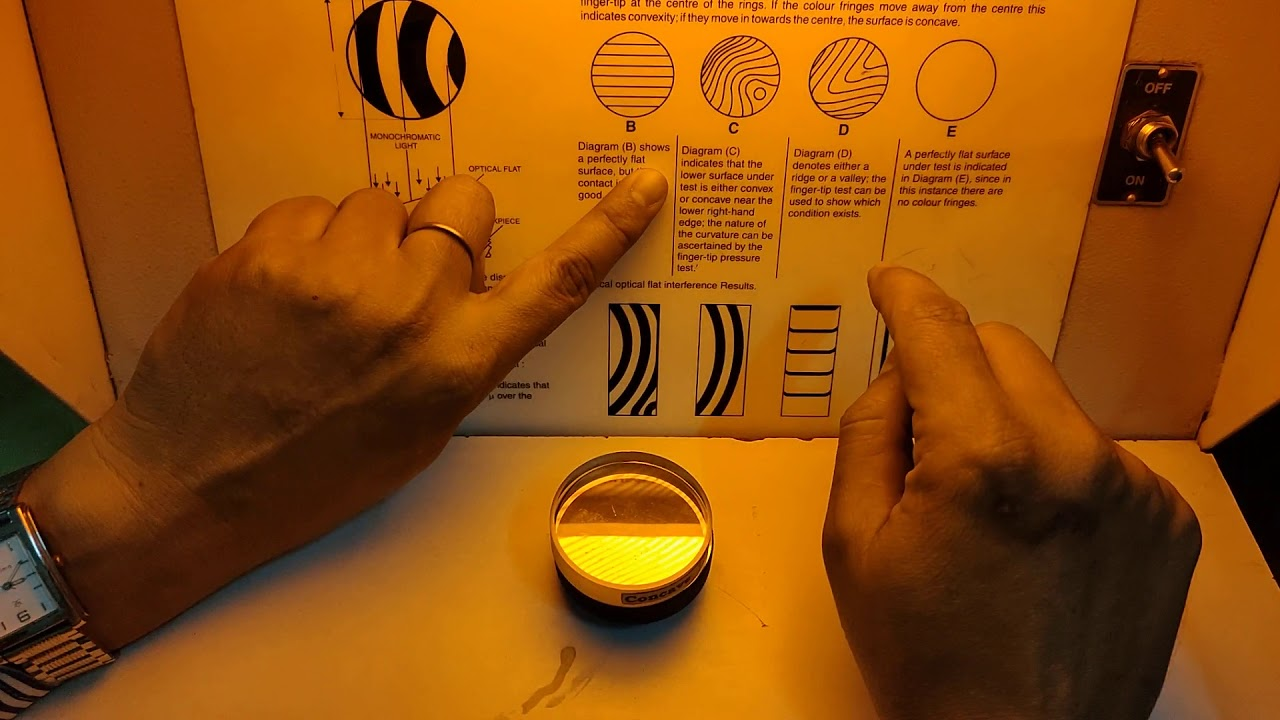 finger-tip at the centre of the rings. If the colour fringes move away from the centre this
indicates convexity; if they move in towards the centre, the surface is concave.
MONOCHROMATIC
LIGHT
OPTICAL FLAT
B
C
D
E
Diagram (B) shows
a perfectly flat
surface, but
contact
good
Diagram (C)
indicates that the
lower surface under
test is either convex
or concave near the
lower right-hand
edge; the nature of
the curvature can be
ascertained by the
finger-tip pressure
test.
Diagram (D)
denotes either a
ridge or a valley; the
finger-tip test can be
used to show which
condition exists.
A perfectly flat surface
under test is indicated
in Diagram (E), since in
this instance there are
no colour fringes.
optical flat interference Results.
that
μ over the
OFF
ON
6